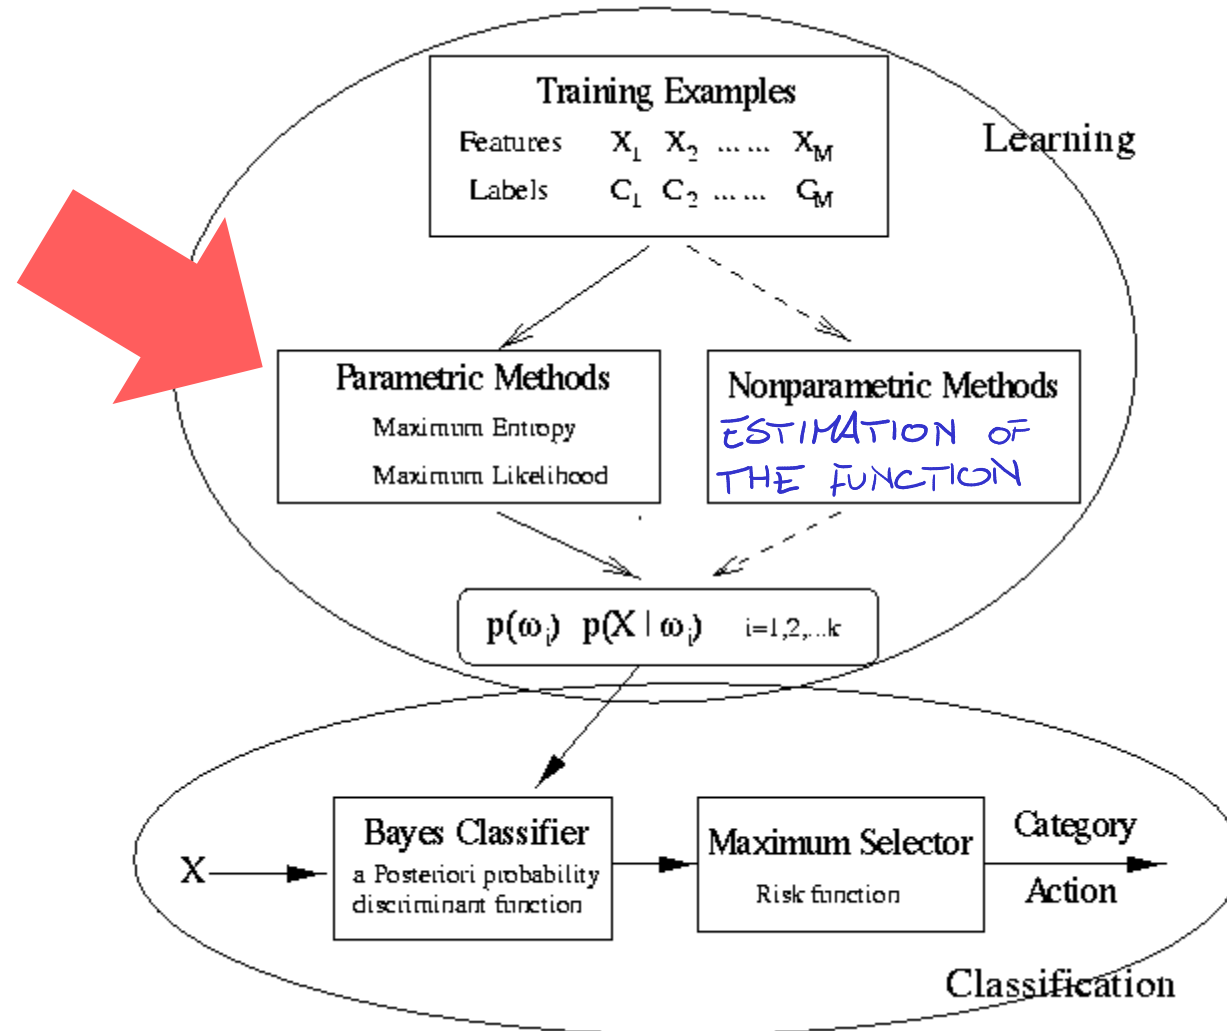 Training Examples
Features X₁ X₂ ... ... X_M
Labels C₁ C₂ ... ... C_M
Learning
Parametric Methods
Maximum Entropy
Maximum Likelihood
Nonparametric Methods
ESTIMATION OF
THE FUNCTION
p(ωᵢ) p(X | ωᵢ) i=1,2,...k
X
Bayes Classifier
a Posteriori probability
discriminant function
Maximum Selector
Risk function
Category
Action
Classification